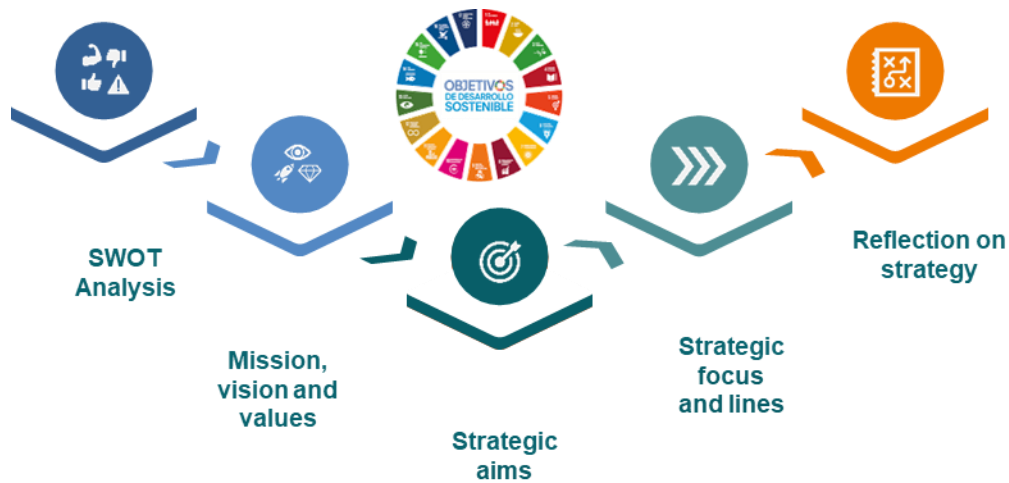 OBJETIVOS
DE DESARROLLO
SOSTENIBLE
SWOT
Analysis
Mission,
vision and
values
Strategic
aims
Strategic
focus
and lines
Reflection on
strategy